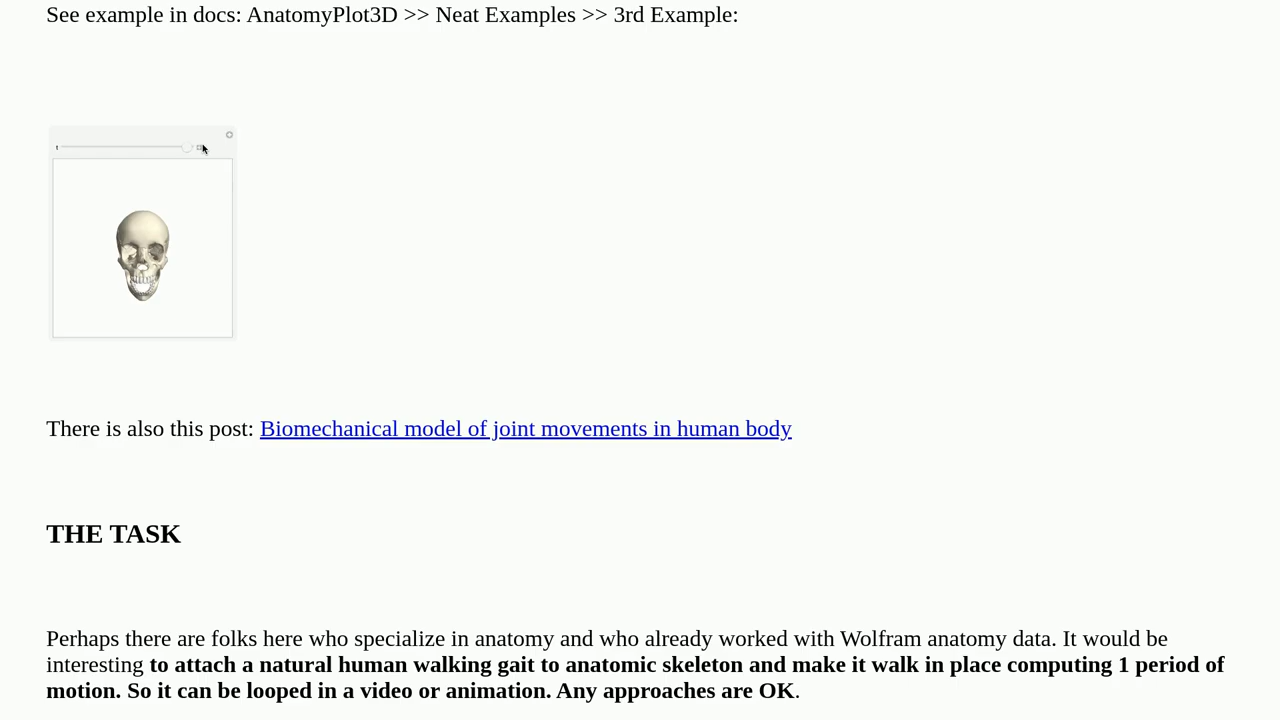 See example in docs: AnatomyPlot3D >> Neat Examples >> 3rd Example:
There is also this post: Biomechanical model of joint movements in human body
THE TASK
Perhaps there are folks here who specialize in anatomy and who already worked with Wolfram anatomy data. It would be
interesting to attach a natural human walking gait to anatomic skeleton and make it walk in place computing 1 period of
motion. So it can be looped in a video or animation. Any approaches are OK.